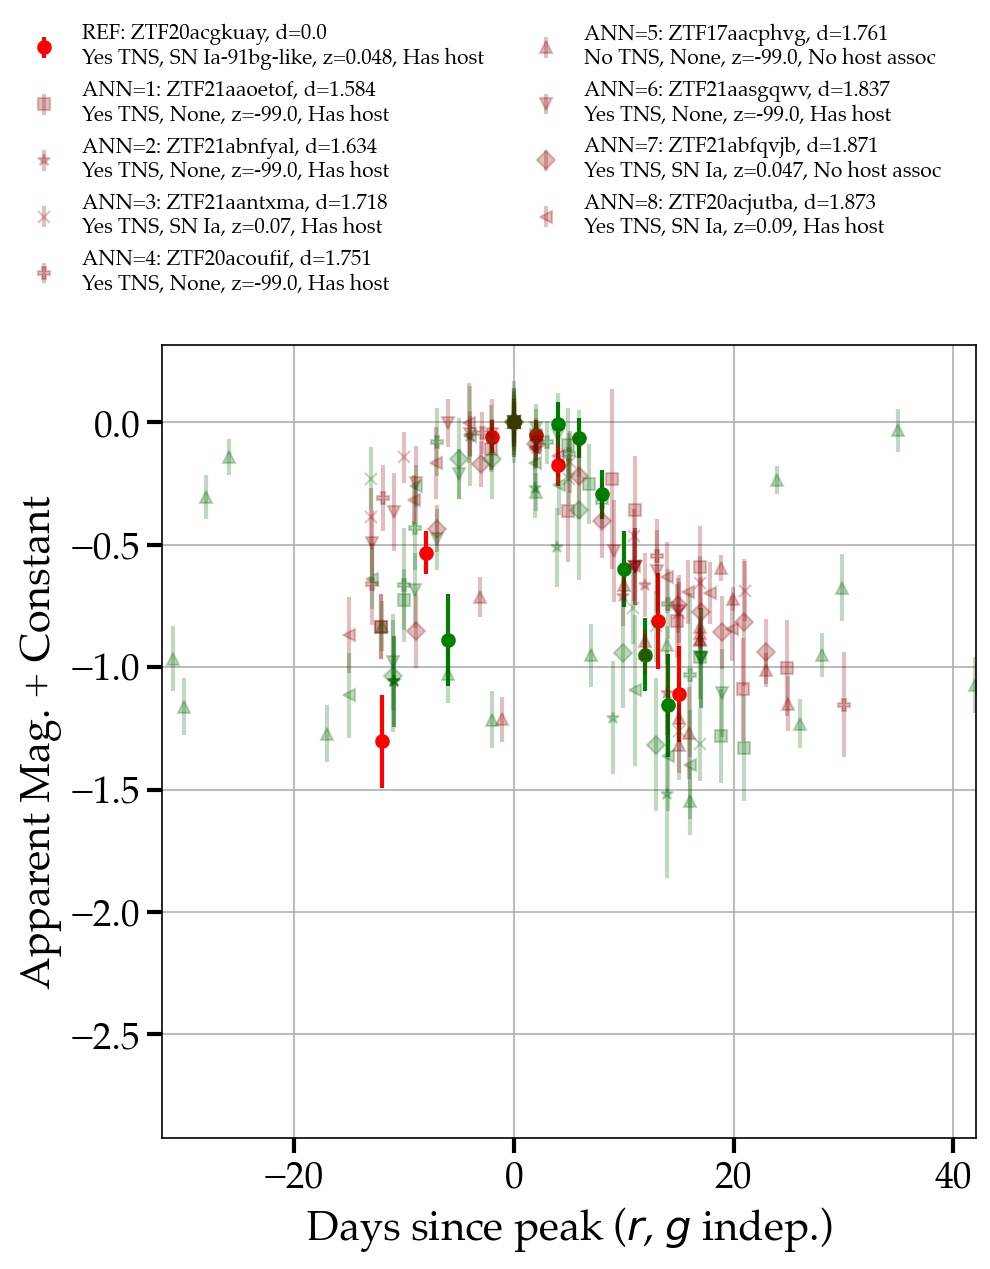 REF: ZTF20acgkuay, d=0.0
Yes TNS, SN Ia-91bg-like, z=0.048, Has host
ANN=1: ZTF21aaoetof, d=1.584
Yes TNS, None, z=-99.0, Has host
ANN=2: ZTF21abnfyal, d=1.634
Yes TNS, None, z=-99.0, Has host
ANN=3: ZTF21aantxma, d=1.718
Yes TNS, SN Ia, z=0.07, Has host
ANN=4: ZTF20acoufif, d=1.751
Yes TNS, None, z=-99.0, Has host
ANN=5: ZTF17aacphvg, d=1.761
No TNS, None, z=-99.0, No host assoc
ANN=6: ZTF21aasgqwv, d=1.837
Yes TNS, None, z=-99.0, Has host
ANN=7: ZTF21abfqvjb, d=1.871
Yes TNS, SN Ia, z=0.047, No host assoc
ANN=8: ZTF20acjutba, d=1.873
Yes TNS, SN Ia, z=0.09, Has host
Apparent Mag. + Constant
0.0
−0.5
−1.0
−1.5
−2.0
−2.5
−20
0
20
40
Days since peak (r, g indep.)